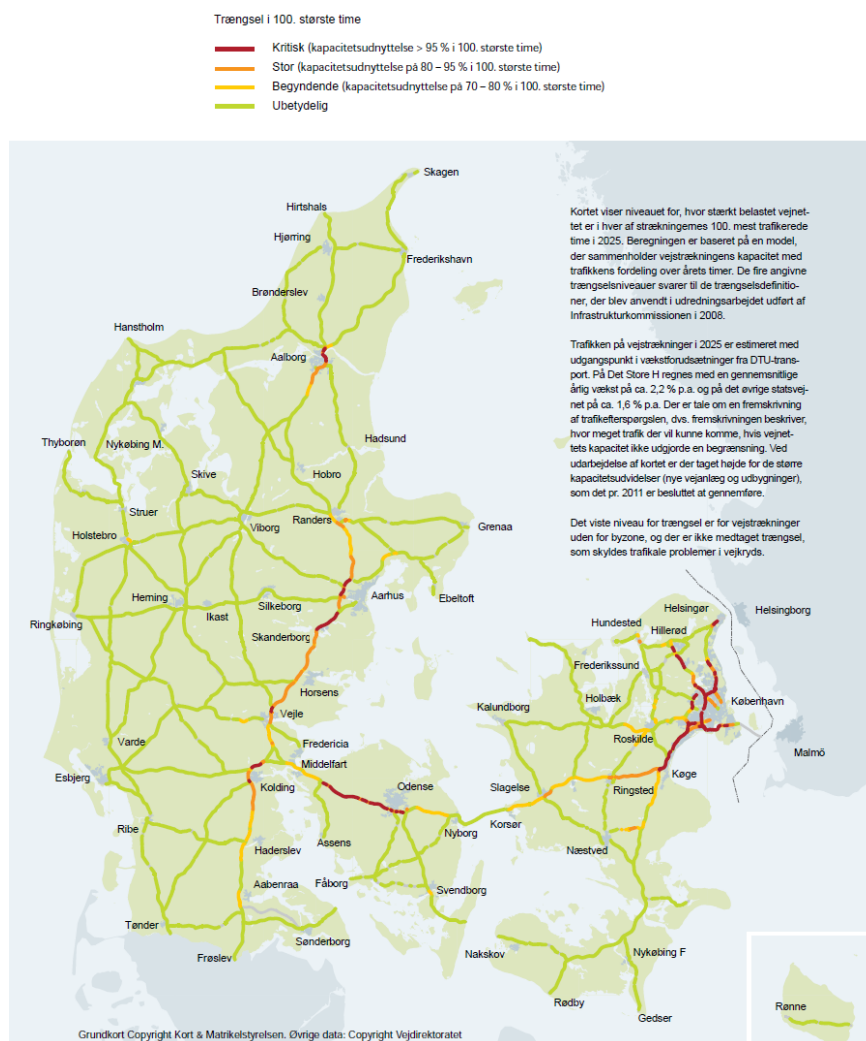 Trængsel i 100. største time
Kritisk (kapacitetsudnyttelse > 95 % i 100. største time)
Stor (kapacitetsudnyttelse på 80 – 95 % i 100. største time)
Begyndende (kapacitetsudnyttelse på 70 – 80 % i 100. største time)
Ubetydelig
Skagen
Hirtshals
Hjørring
Frederikshavn
Brønderslev
Hanstholm
Aalborg
Kortet viser niveauet for, hvor stærkt belastet vejnet-
tet er i hver af strækningernes 100. mest trafikerede
time i 2025. Beregningen er baseret på en model,
der sammenholder vejstrækningens kapacitet med
trafikkens fordeling over årets timer. De fire angivne
trængselsniveauer svarer til de trængselsdefinitio-
ner, der blev anvendt i udredningsarbejdet udført af
Infrastrukturkommissionen i 2008.
Trafikken på vejstrækninger i 2025 er estimeret med
udgangspunkt i vækstforudsætninger fra DTU-trans-
port. På Det Store H regnes med en gennemsnitlige
årlig vækst på ca. 2,2 % p.a. og på det øvrige statsvej-
net på ca. 1,6 % p.a. Der er tale om en fremskrivning
af trafikefterspørgslen, dvs. fremskrivningen beskriver,
hvor meget trafik der vil kunne komme, hvis vejnet-
tets kapacitet ikke udgjorde en begrænsning. Ved
udarbejdelse af kortet er der taget højde for de større
kapacitetsudvidelser (nye vejanlæg og udbygninger),
som det pr. 2011 er besluttet at gennemføre.
Det viste niveau for trængsel er for vejstrækninger
uden for byzone, og der er ikke medtaget trængsel,
som skyldes trafikale problemer i vejkryds.
Thyborøn
Nykøbing M.
Hadsund
Skive
Hobro
Struer
Randers
Viborg
Grenaa
Holstebro
Herning
Ikast
Silkeborg
Aarhus
Ebeltoft
Ringkøbing
Skanderborg
Helsingør
Helsingborg
Hundested
Hillerød
Frederikssund
Horsens
Holbæk
København
Kalundborg
Vejle
Roskilde
Malmö
Varde
Fredericia
Middelfart
Esbjerg
Kolding
Odense
Slagelse
Ringsted
Køge
Korsør
Nyborg
Ribe
Assens
Næstved
Haderslev
Aabenraa
Fåborg
Svendborg
Tønder
Sønderborg
Nakskov
Nykøbing F
Frøslev
Rødby
Gedser
Rønne
Grundkort Copyright Kort & Matrikelstyrelsen. Øvrige data: Copyright Vejdirektoratet